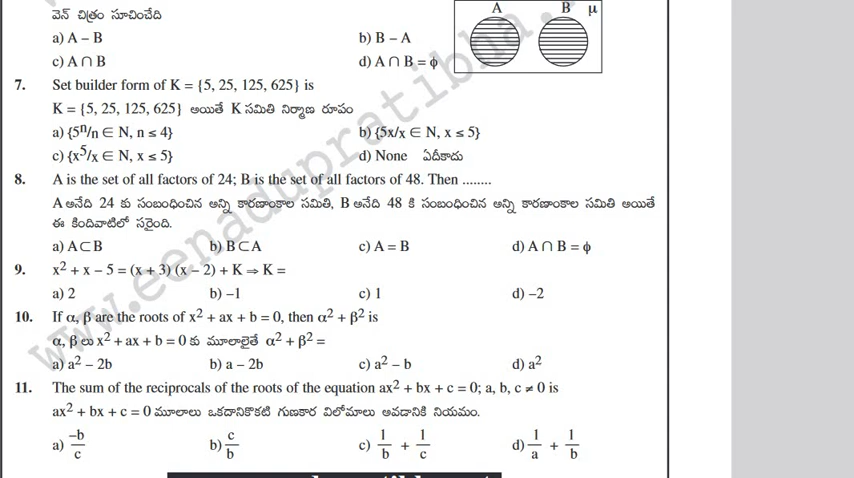 వెన్ చిత్రం సూచించేది
A B μ
a) A – B b) B – A
c) A ∩ B d) A ∩ B = ϕ
7. Set builder form of K = {5, 25, 125, 625} is
K = {5, 25, 125, 625} అయితే K సమితి నిర్మాణ రూపం
a) {5ⁿ/n ∈ N, n ≤ 4} b) {5x/x ∈ N, x ≤ 5}
c) {x⁵/x ∈ N, x ≤ 5} d) None ఏదీకాదు
8. A is the set of all factors of 24; B is the set of all factors of 48. Then ........
A అనేది 24 కు సంబంధించిన అన్ని కారణాంకాల సమితి, B అనేది 48 కి సంబంధించిన అన్ని కారణాంకాల సమితి అయితే
ఈ కిందివాటిలో సరైంది.
a) A⊂B b) B⊂A c) A = B d) A ∩ B = ϕ
9. x² + x – 5 = (x + 3) (x – 2) + K ⇒ K =
a) 2 b) –1 c) 1 d) –2
10. If α, β are the roots of x² + ax + b = 0, then α² + β² is
α, β లు x² + ax + b = 0 కు మూలాలైతే α² + β² =
a) a² – 2b b) a – 2b c) a² – b d) a²
11. The sum of the reciprocals of the roots of the equation ax² + bx + c = 0; a, b, c ≠ 0 is
ax² + bx + c = 0 మూలాలు ఒకదానికొకటి గుణకార విలోమాలు అవడానికి నియమం.
a) –b/c b) c/b c) 1/b + 1/c d) 1/a + 1/b
www.eenadupratibha.